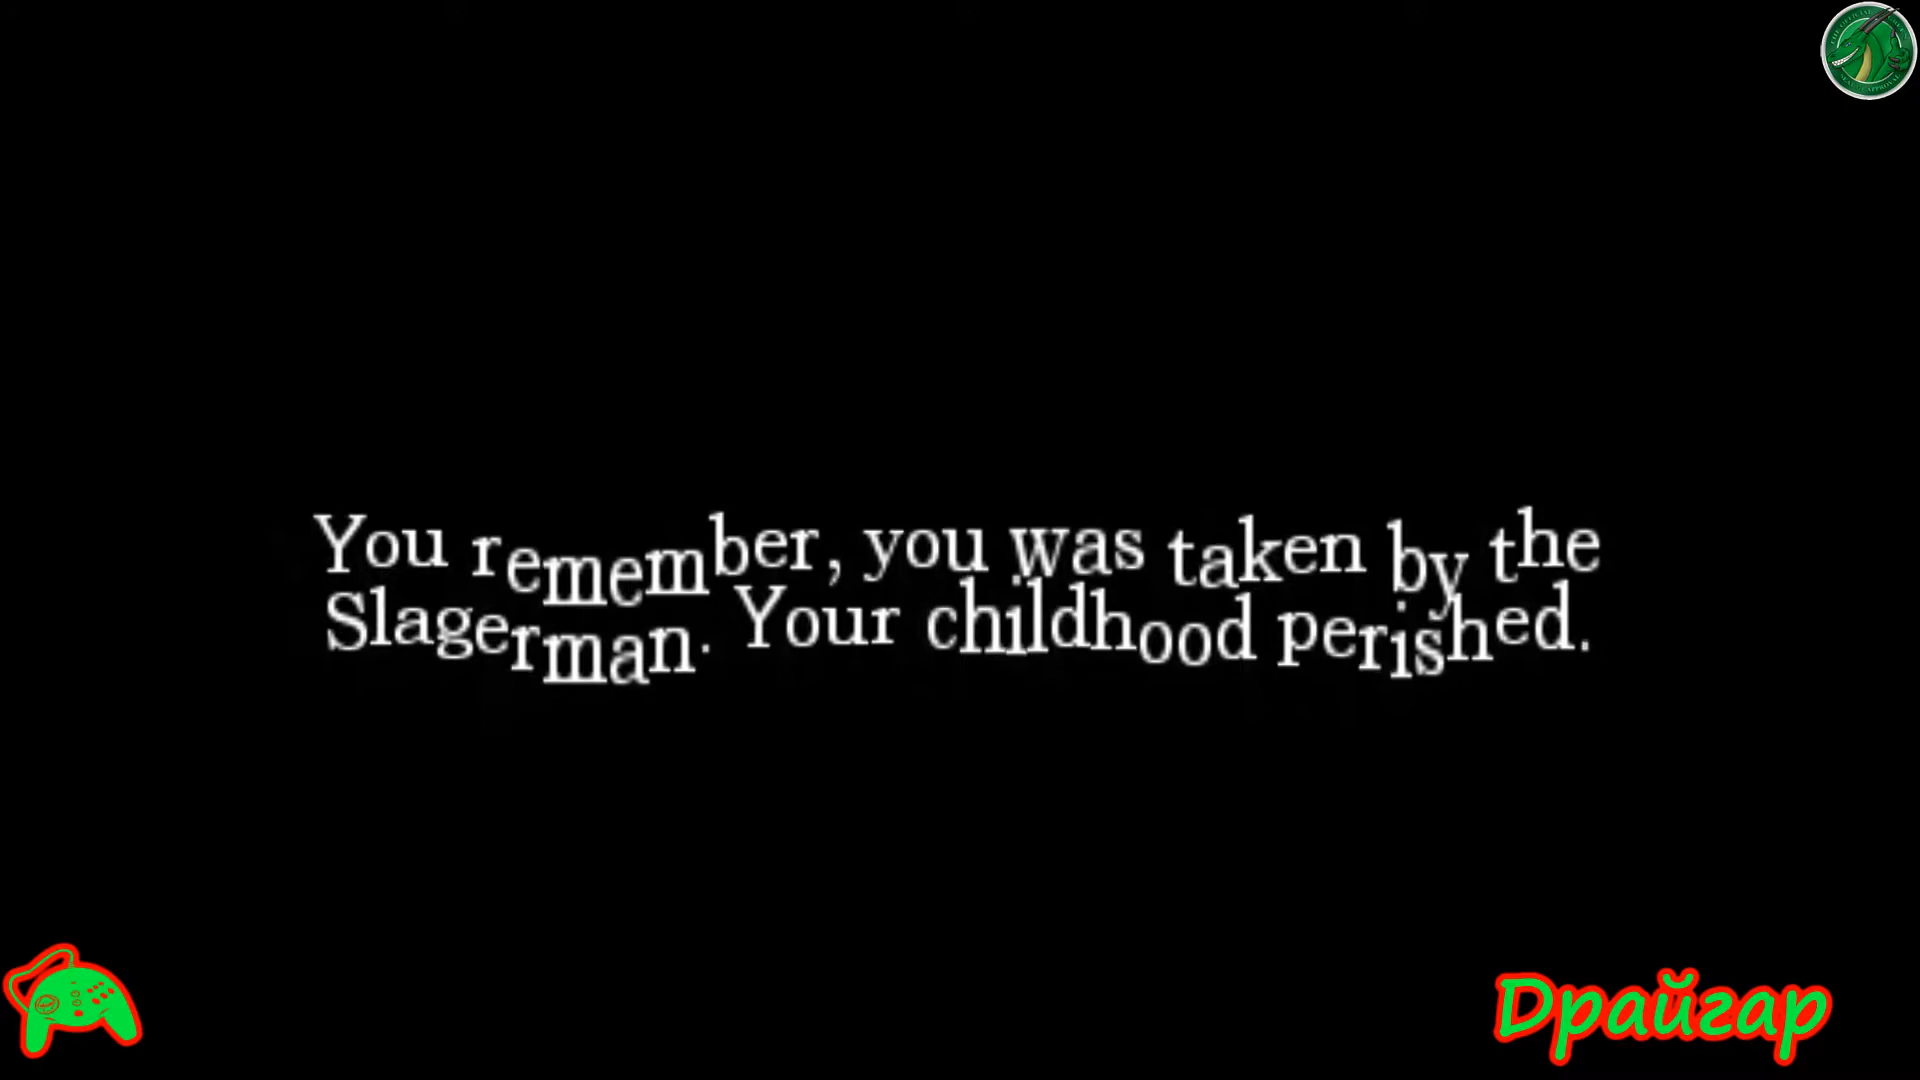 You remember, you was taken by the
Slagerman. Your childhood perished.
Драйгар